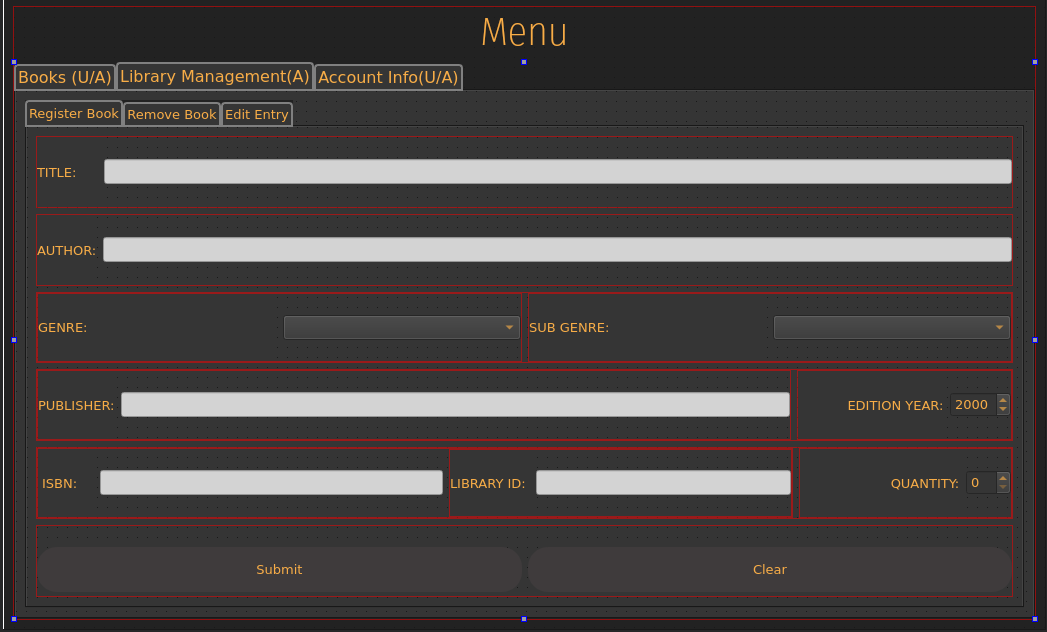 Menu
Books (U/A) Library Management(A) Account Info(U/A)
Register Book Remove Book Edit Entry
TITLE:
AUTHOR:
GENRE: SUB GENRE:
PUBLISHER: EDITION YEAR: 2000
ISBN: LIBRARY ID: QUANTITY: 0
Submit Clear